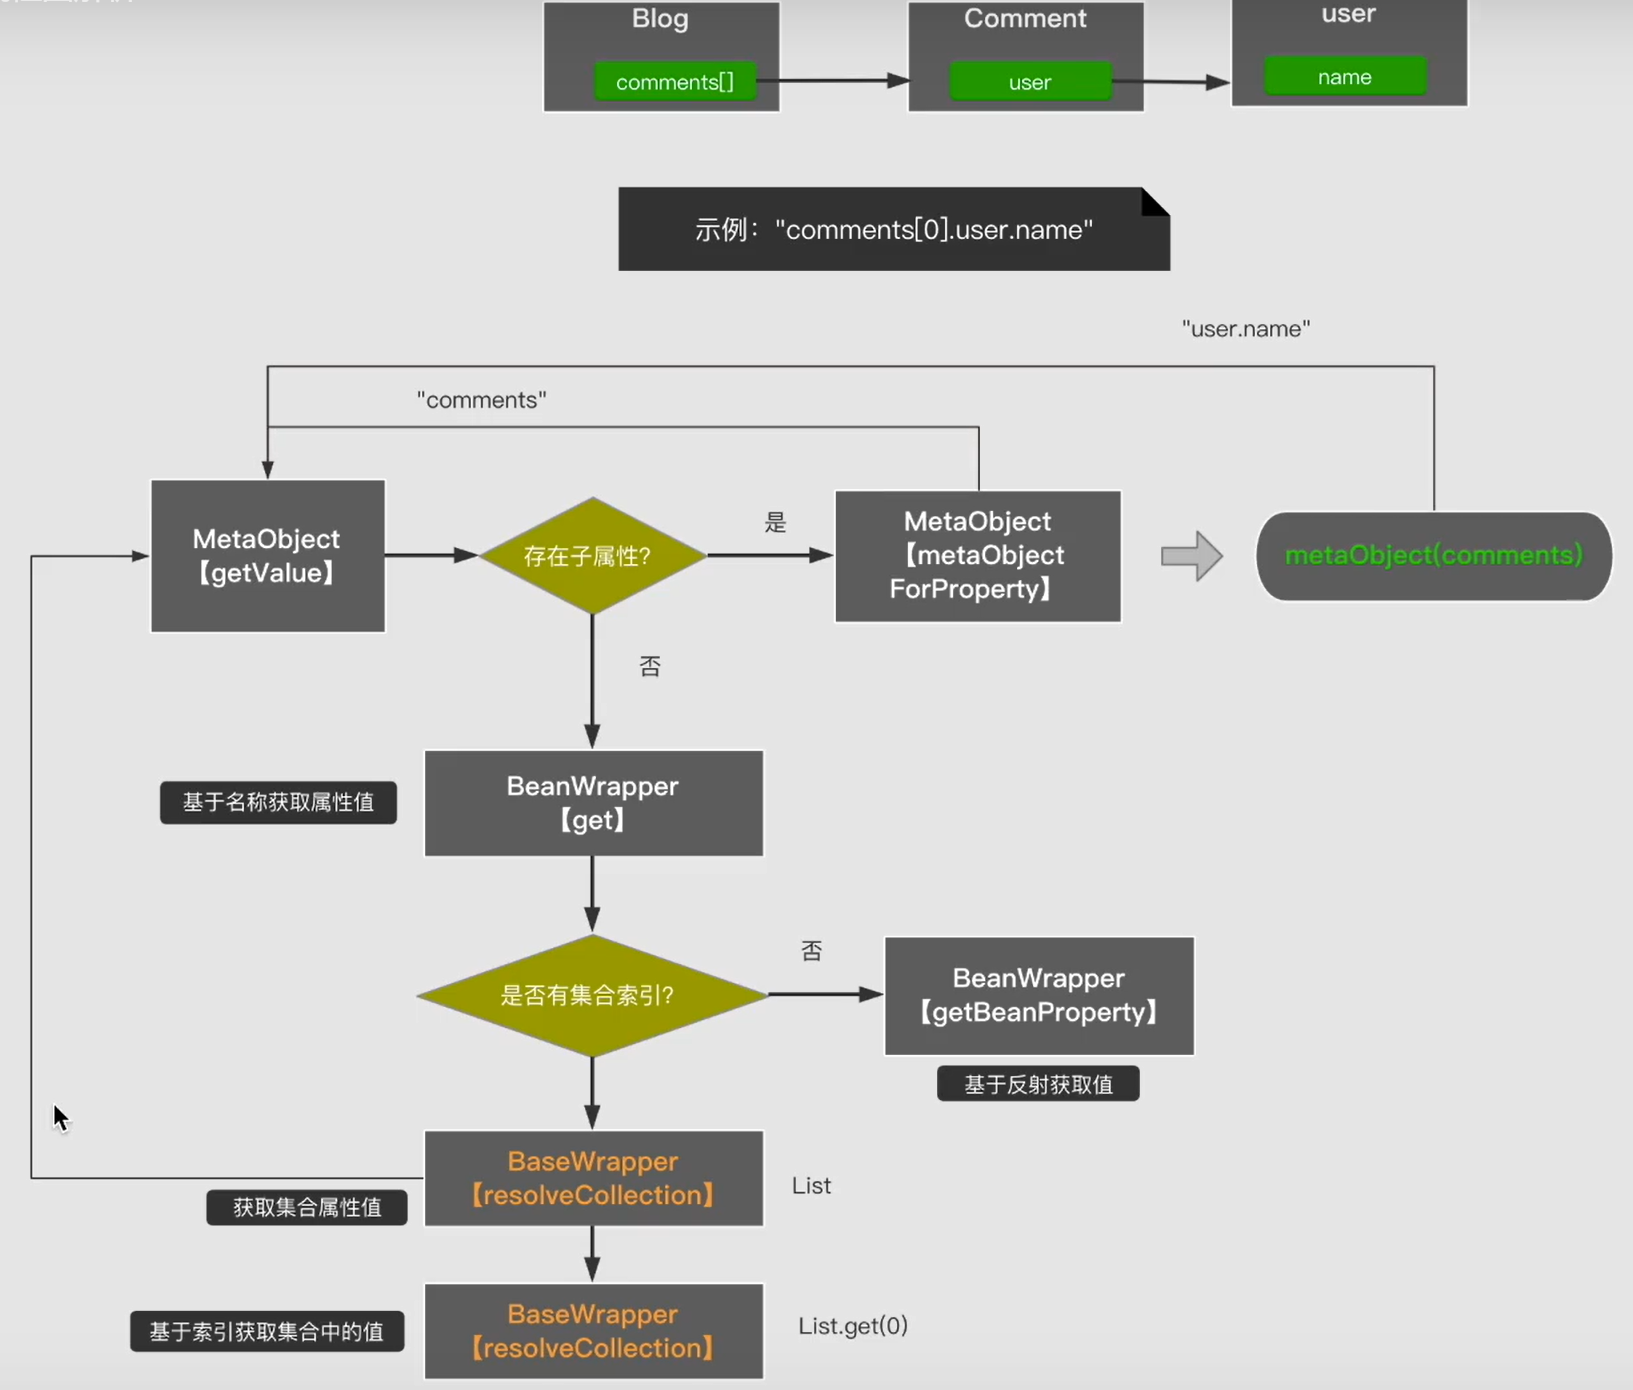 Blog
Comment
user
comments[]
user
name
示例："comments[0].user.name"
"user.name"
"comments"
MetaObject
【getValue】
存在子属性?
是
MetaObject
【metaObject
ForProperty】
metaObject(comments)
否
基于名称获取属性值
BeanWrapper
【get】
是否有集合索引?
否
BeanWrapper
【getBeanProperty】
基于反射获取值
BaseWrapper
【resolveCollection】
List
获取集合属性值
BaseWrapper
【resolveCollection】
List.get(0)
基于索引获取集合中的值